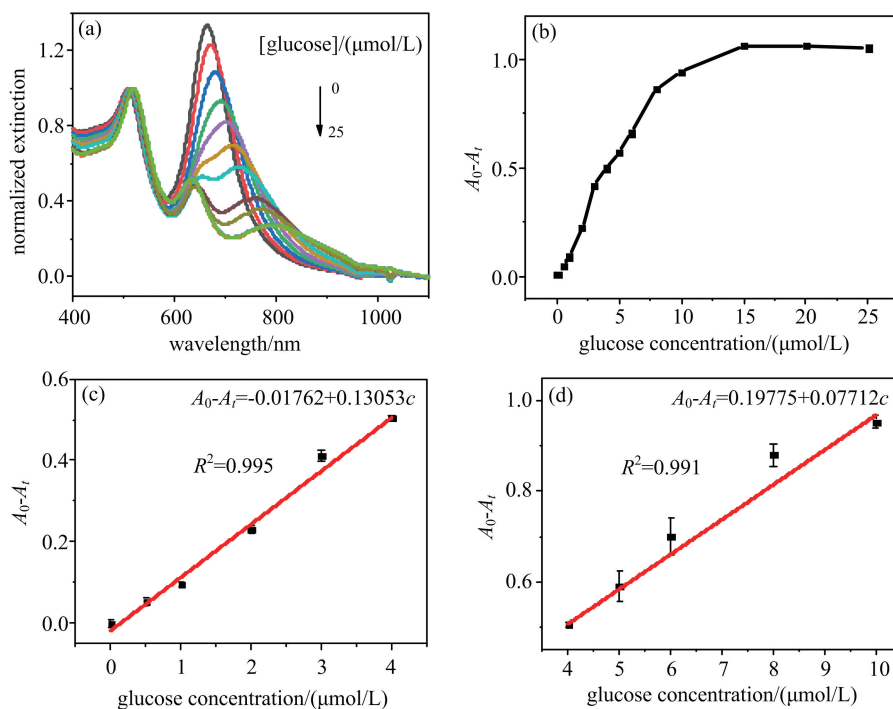 (a)
[glucose]/(μmol/L)
0
25
1.2
0.8
0.4
0.0
normalized extinction
400 600 800 1000
wavelength/nm
(b)
1.0
0.5
0.0
A₀-Aₜ
0 5 10 15 20 25
glucose concentration/(μmol/L)
(c)
A₀-Aₜ=-0.01762+0.13053c
R²=0.995
0.6
0.4
0.2
0.0
A₀-Aₜ
0 1 2 3 4
glucose concentration/(μmol/L)
(d)
A₀-Aₜ=0.19775+0.07712c
R²=0.991
1.0
0.8
0.6
A₀-Aₜ
4 5 6 7 8 9 10
glucose concentration/(μmol/L)